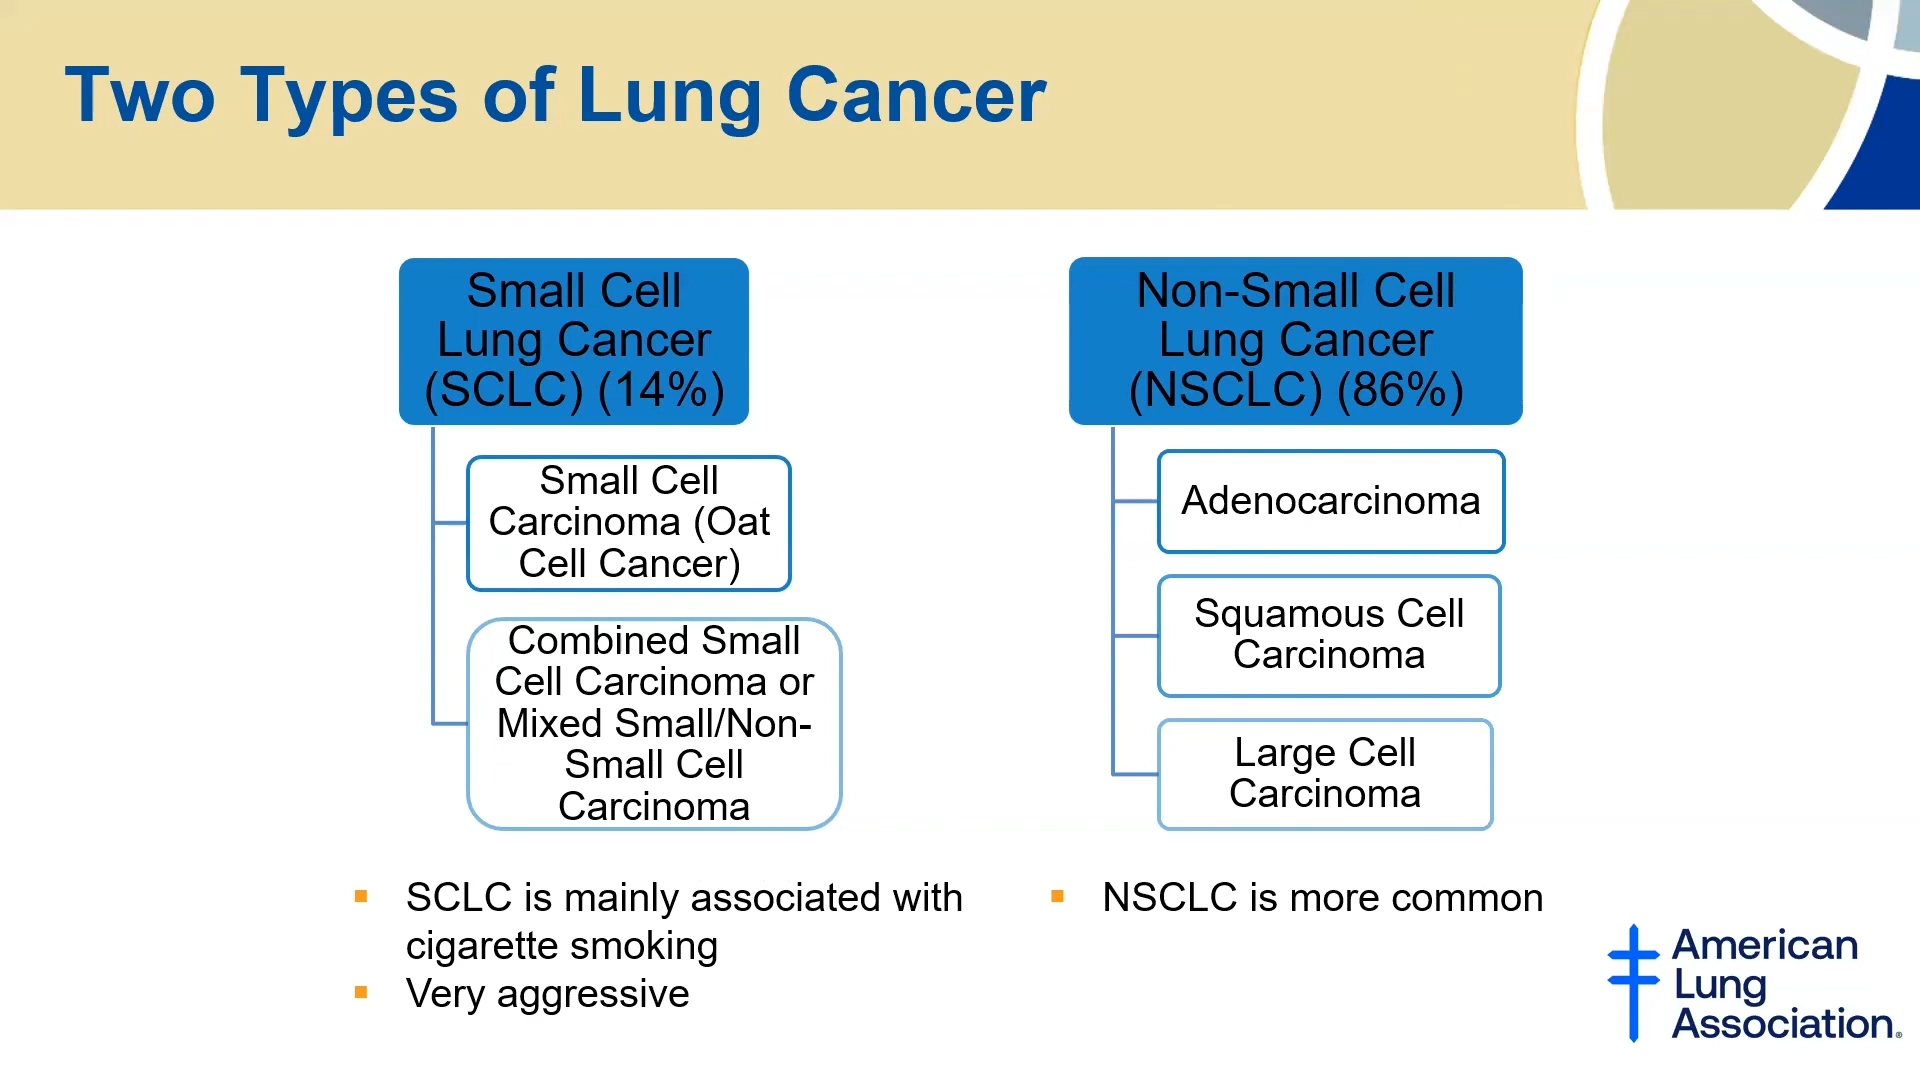 Two Types of Lung Cancer
Small Cell
Lung Cancer
(SCLC) (14%)
Small Cell
Carcinoma (Oat
Cell Cancer)
Combined Small
Cell Carcinoma or
Mixed Small/Non-
Small Cell
Carcinoma
Non-Small Cell
Lung Cancer
(NSCLC) (86%)
Adenocarcinoma
Squamous Cell
Carcinoma
Large Cell
Carcinoma
▪ SCLC is mainly associated with
cigarette smoking
▪ Very aggressive
▪ NSCLC is more common
American
Lung
Association®